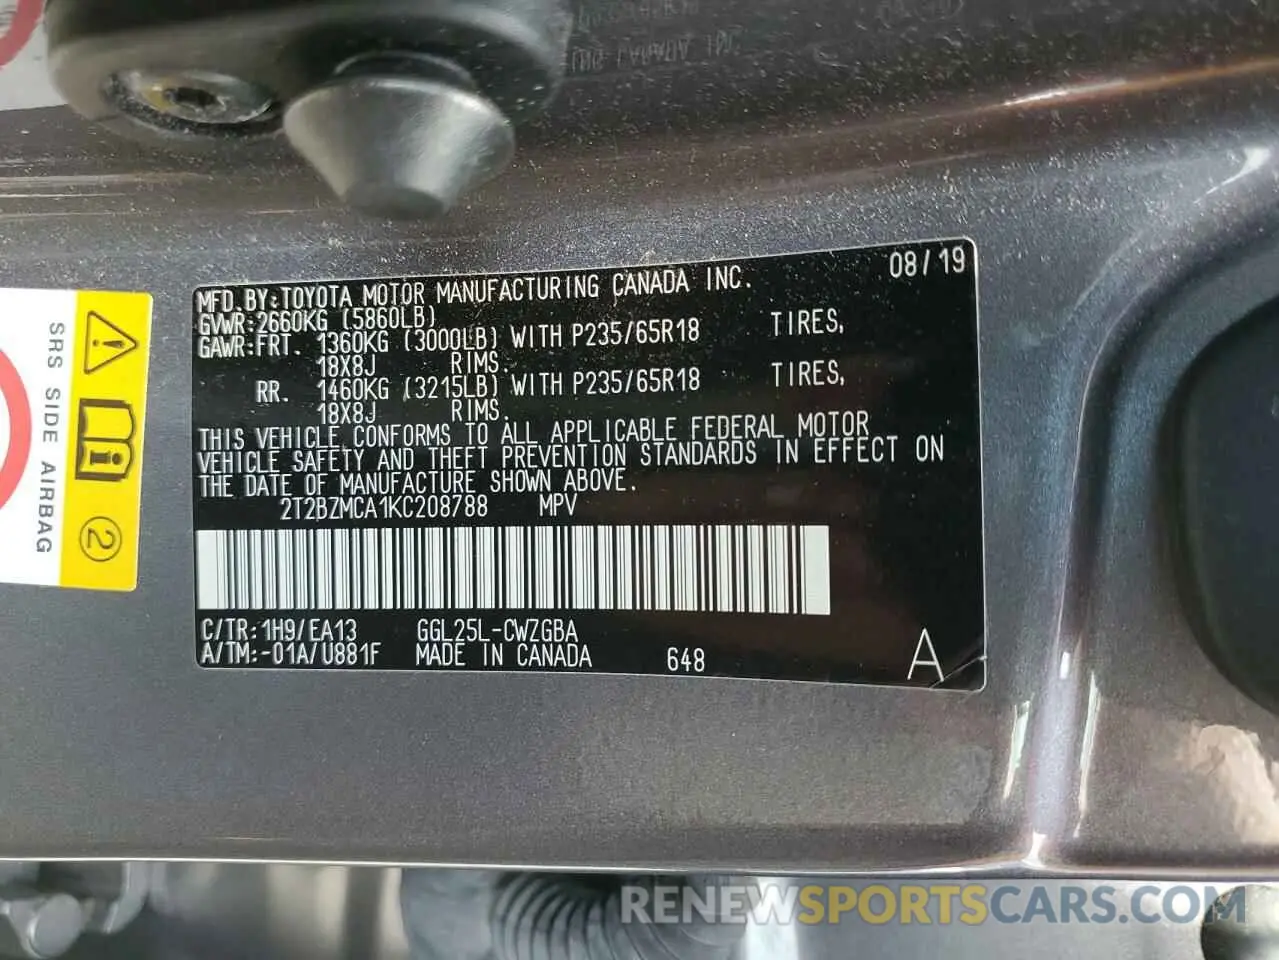 08/19
MFD.BY:TOYOTA MOTOR MANUFACTURING CANADA INC.
GVWR:2660KG (5860LB)
GAWR:FRT. 1360KG (3000LB) WITH P235/65R18 TIRES,
18X8J RIMS.
RR. 1460KG (3215LB) WITH P235/65R18 TIRES,
18X8J RIMS.
THIS VEHICLE CONFORMS TO ALL APPLICABLE FEDERAL MOTOR
VEHICLE SAFETY AND THEFT PREVENTION STANDARDS IN EFFECT ON
THE DATE OF MANUFACTURE SHOWN ABOVE.
2T2BZMCA1KC208788 MPV
C/TR:1H9/EA13 GGL25L-CWZGBA
A/TM:-01A/U881F MADE IN CANADA 648 A
SRS SIDE AIRBAG
2
RENEWSPORTSCARS.COM